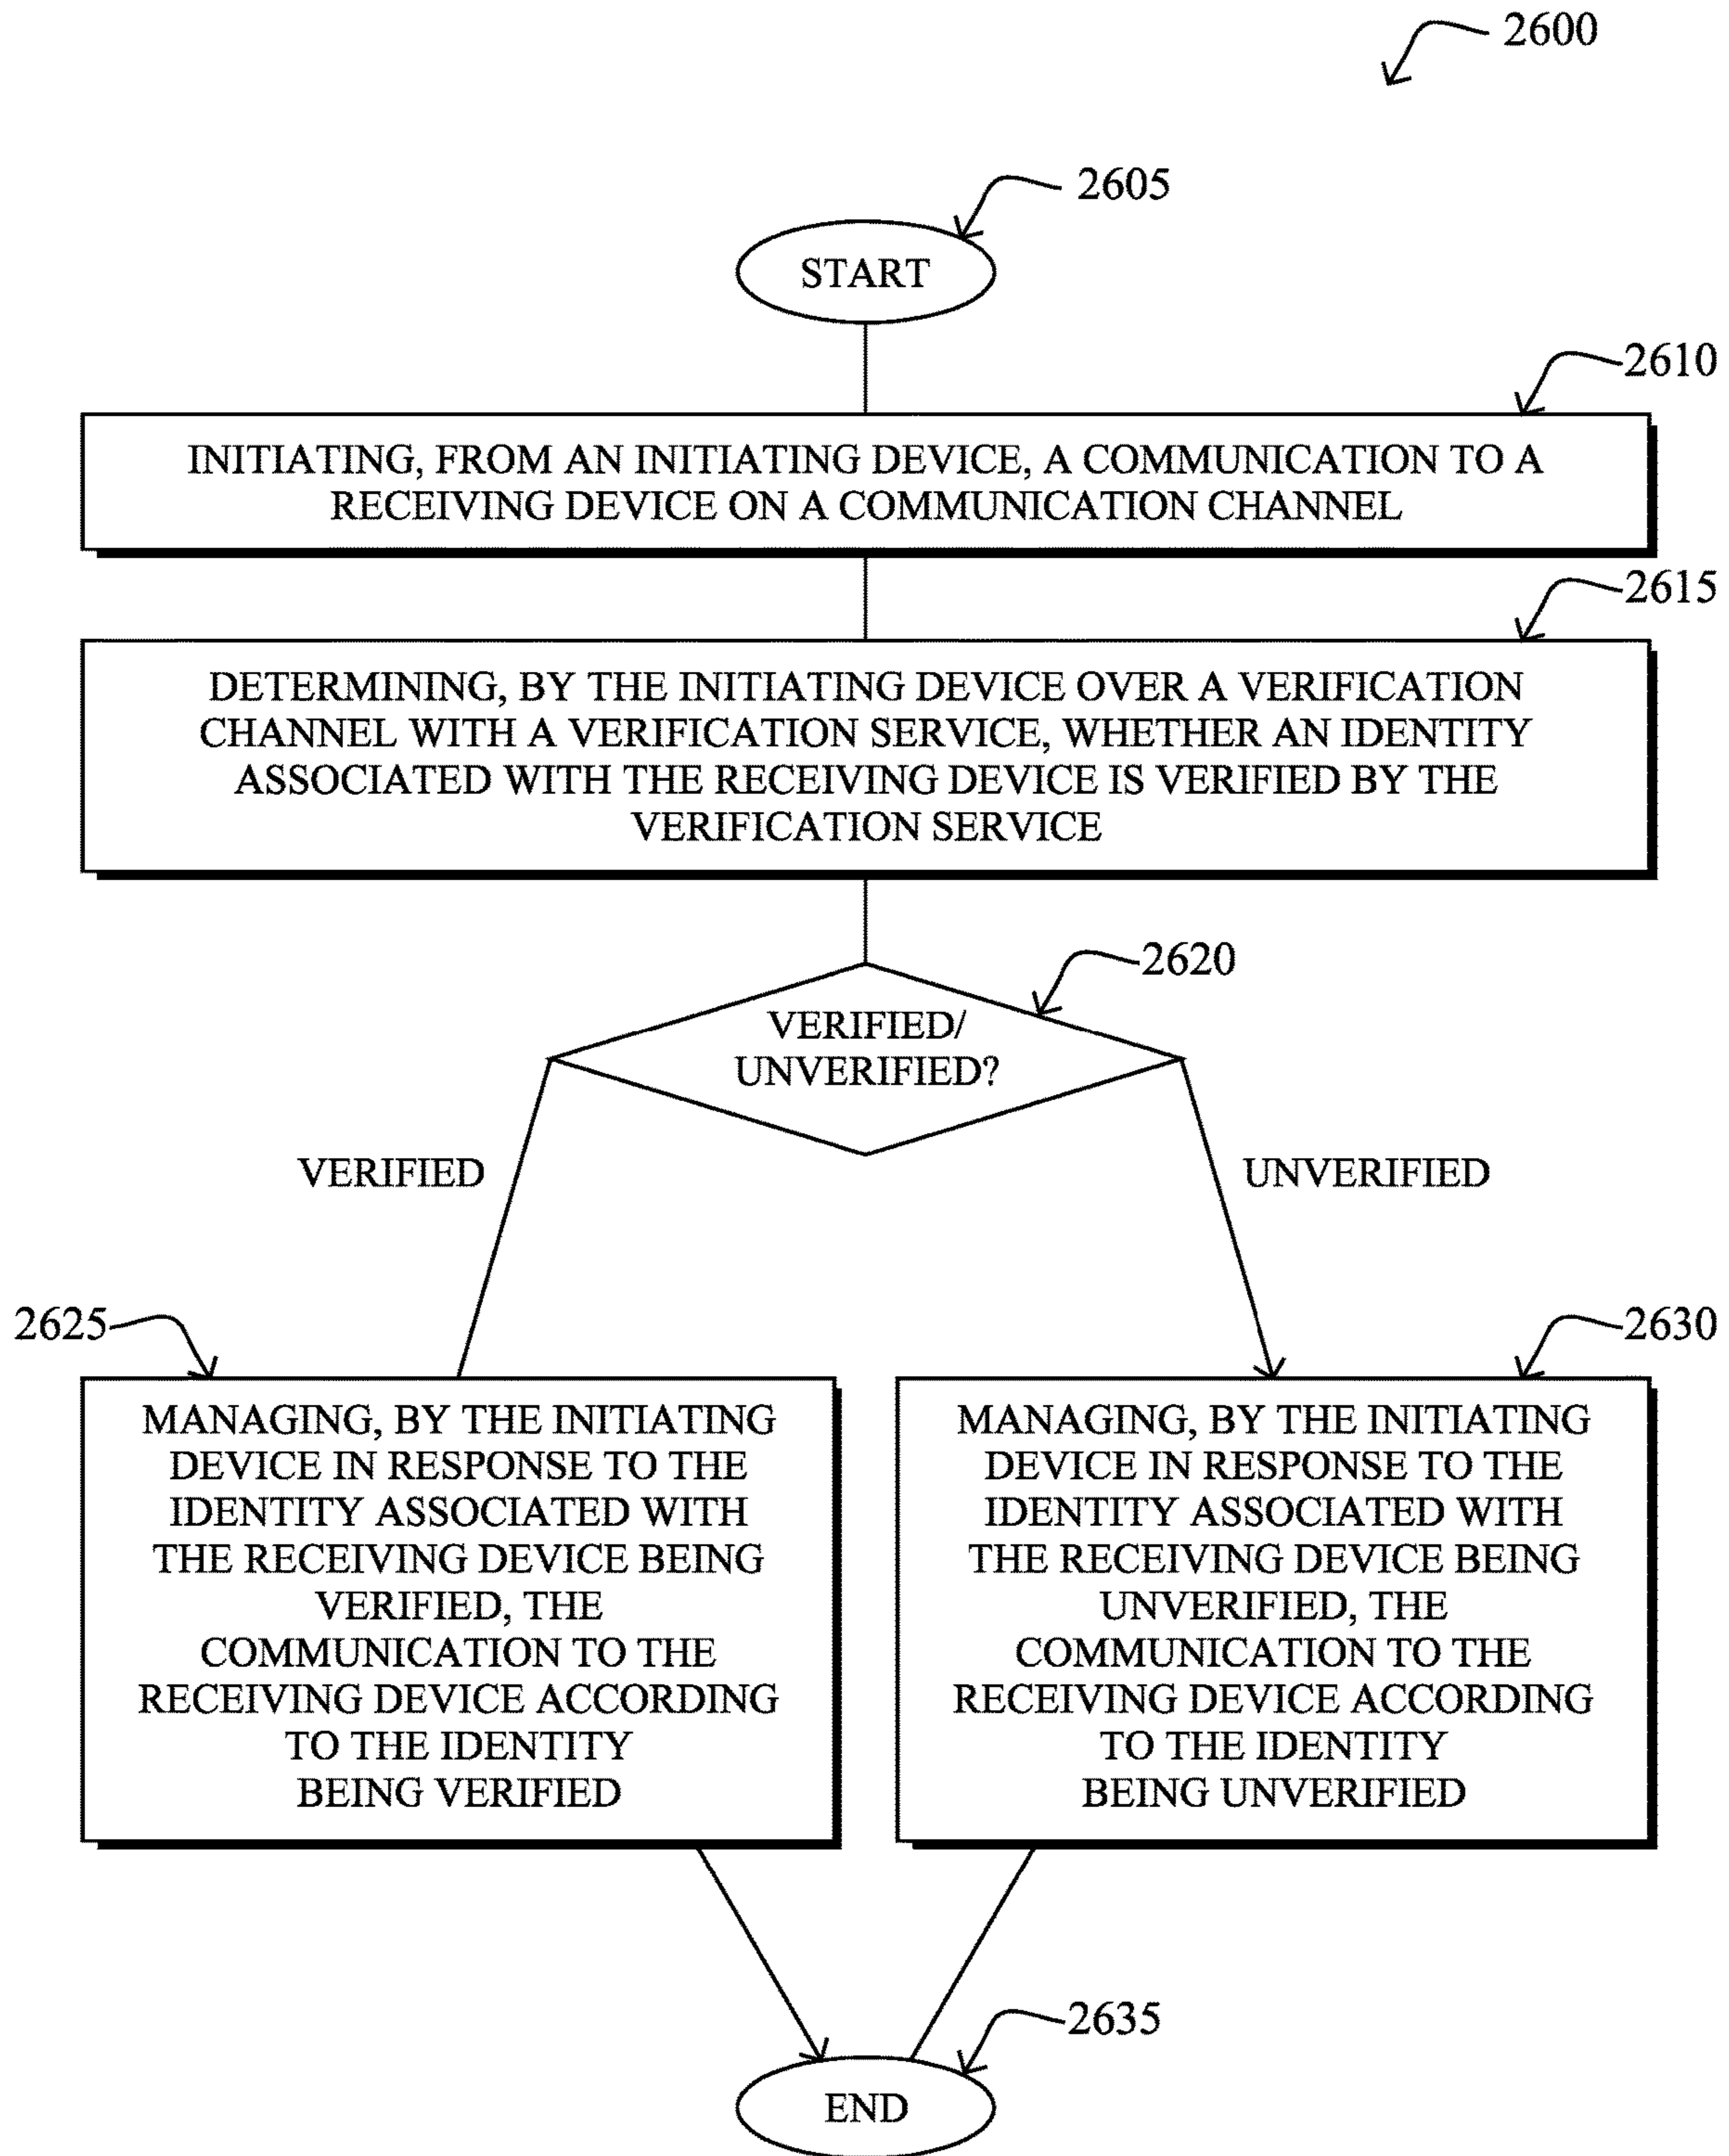 2600
2605
START
2610
INITIATING, FROM AN INITIATING DEVICE, A COMMUNICATION TO A
RECEIVING DEVICE ON A COMMUNICATION CHANNEL
2615
DETERMINING, BY THE INITIATING DEVICE OVER A VERIFICATION
CHANNEL WITH A VERIFICATION SERVICE, WHETHER AN IDENTITY
ASSOCIATED WITH THE RECEIVING DEVICE IS VERIFIED BY THE
VERIFICATION SERVICE
2620
VERIFIED/
UNVERIFIED?
VERIFIED
UNVERIFIED
2625
MANAGING, BY THE INITIATING
DEVICE IN RESPONSE TO THE
IDENTITY ASSOCIATED WITH
THE RECEIVING DEVICE BEING
VERIFIED, THE
COMMUNICATION TO THE
RECEIVING DEVICE ACCORDING
TO THE IDENTITY
BEING VERIFIED
2630
MANAGING, BY THE INITIATING
DEVICE IN RESPONSE TO THE
IDENTITY ASSOCIATED WITH
THE RECEIVING DEVICE BEING
UNVERIFIED, THE
COMMUNICATION TO THE
RECEIVING DEVICE ACCORDING
TO THE IDENTITY
BEING UNVERIFIED
2635
END